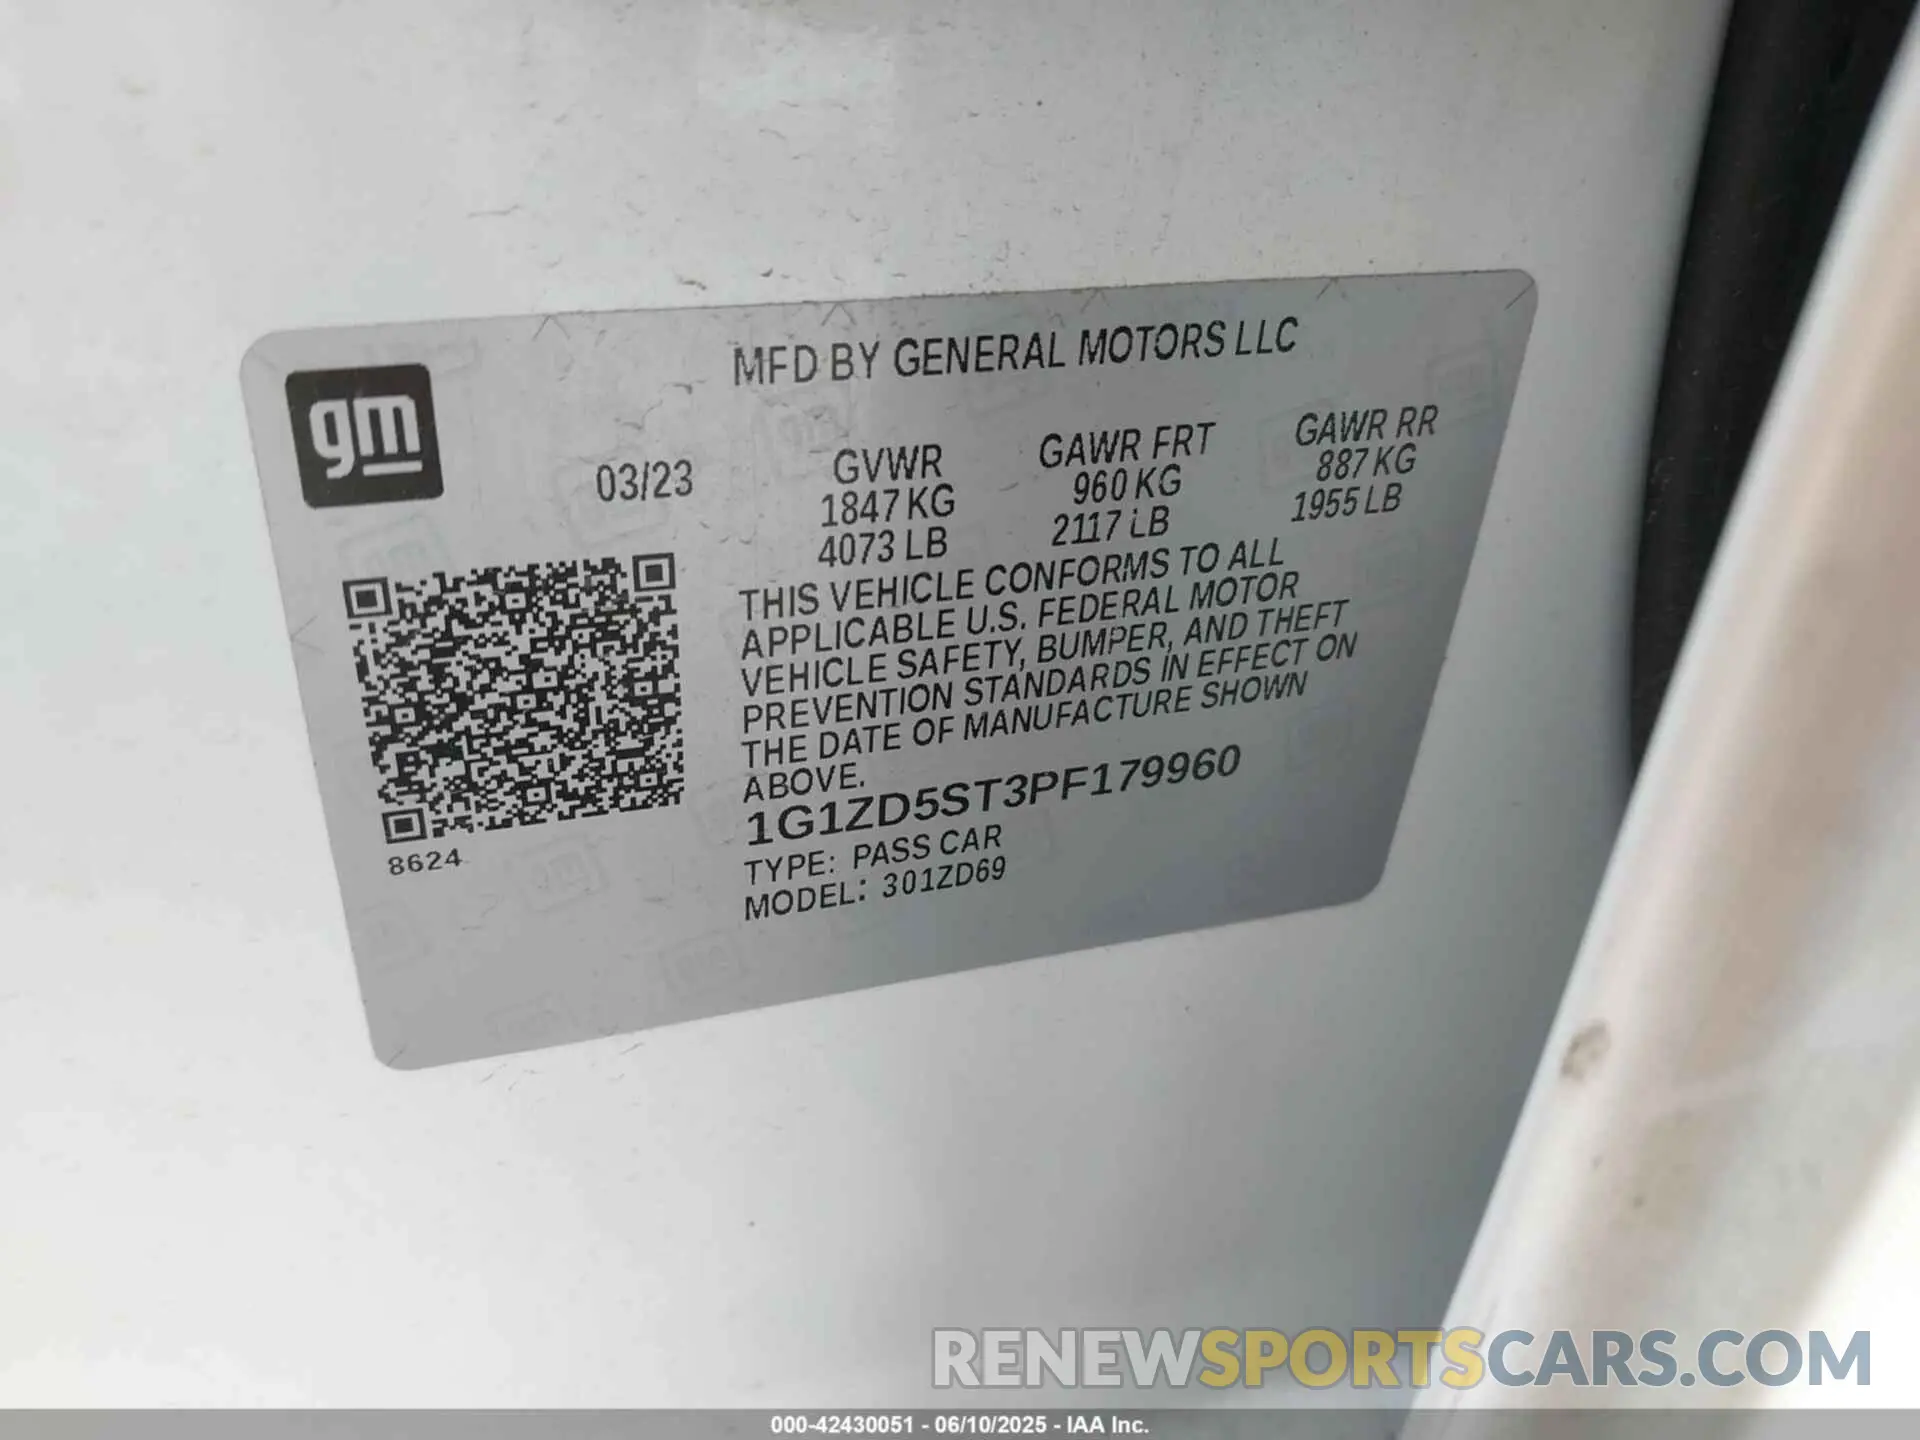 MFD BY GENERAL MOTORS LLC
gm
03/23
GVWR
1847 KG
4073 LB
GAWR FRT
960 KG
2117 LB
GAWR RR
887 KG
1955 LB
THIS VEHICLE CONFORMS TO ALL
APPLICABLE U.S. FEDERAL MOTOR
VEHICLE SAFETY, BUMPER, AND THEFT
PREVENTION STANDARDS IN EFFECT ON
THE DATE OF MANUFACTURE SHOWN
ABOVE.
1G1ZD5ST3PF179960
TYPE: PASS CAR
MODEL: 301ZD69
8624
RENEWSPORTSCARS.COM
000-42430051 - 06/10/2025 - IAA Inc.